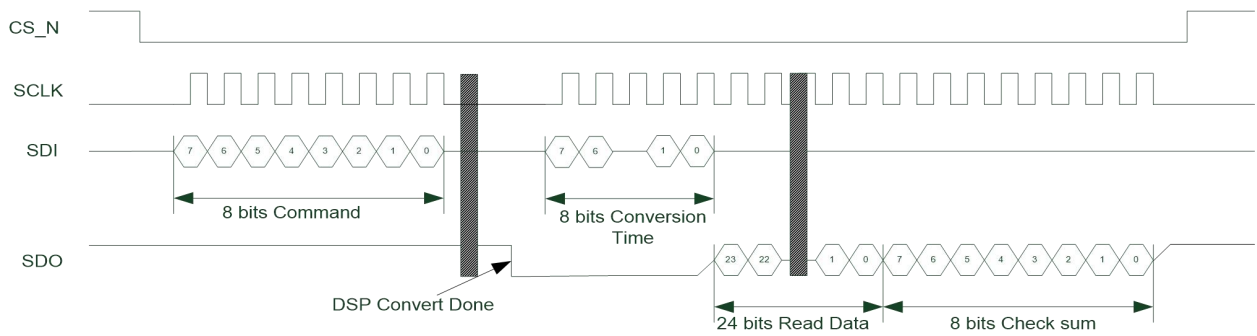 CS_N
SCLK
SDI
7 6 5 4 3 2 1 0 7 6 1 0
8 bits Command
8 bits Conversion
Time
SDO
23 22 1 0 7 6 5 4 3 2 1 0
DSP Convert Done
24 bits Read Data
8 bits Check sum